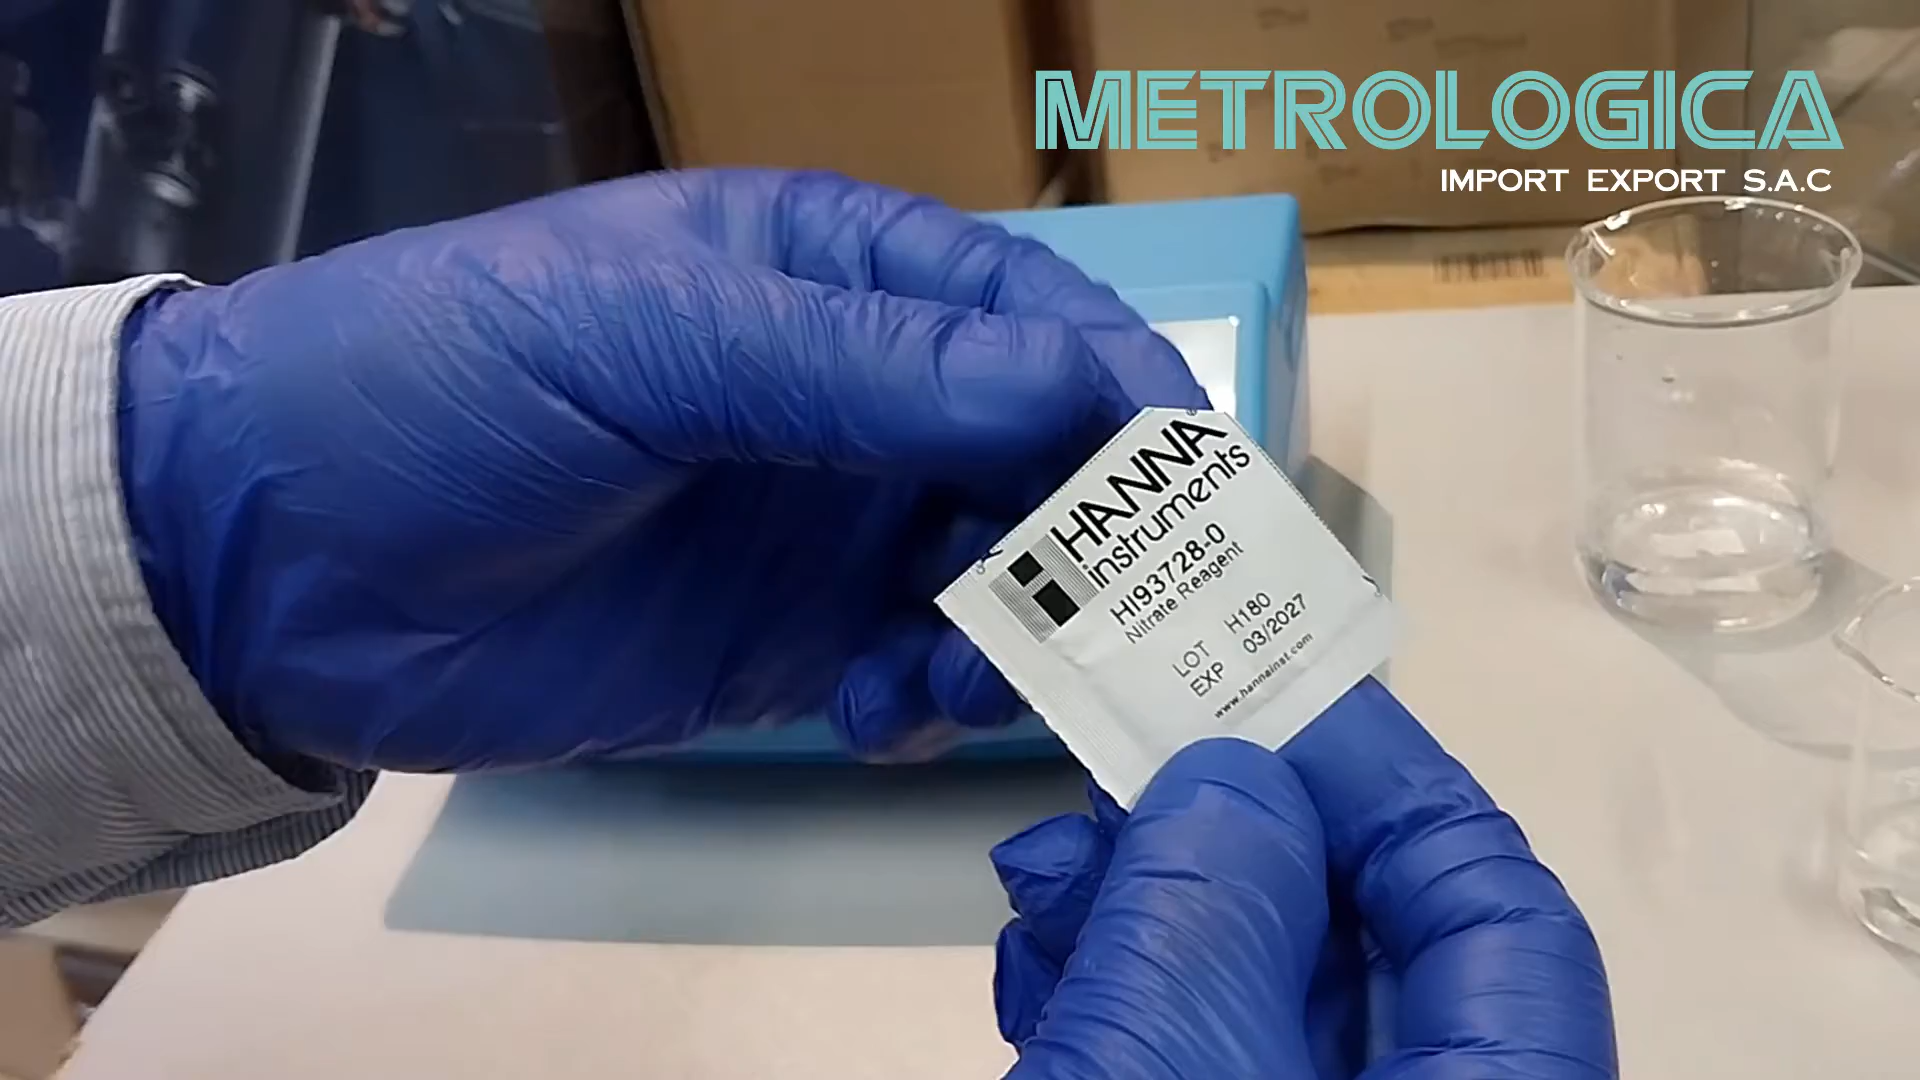 METROLOGICA
IMPORT EXPORT S.A.C
HANNA
instruments
HI93728-0
Nitrate Reagent
LOT H180
EXP 03/2027
www.hannainst.com